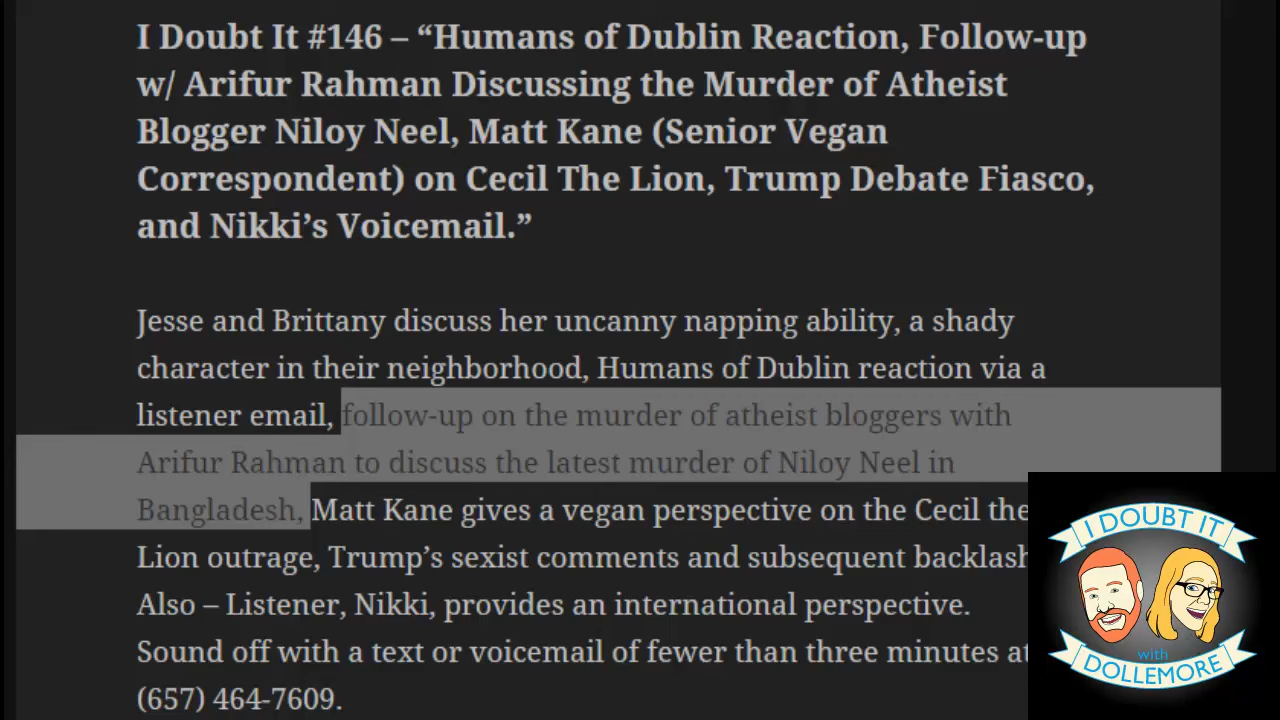 I Doubt It #146 – “Humans of Dublin Reaction, Follow-up
w/ Arifur Rahman Discussing the Murder of Atheist
Blogger Niloy Neel, Matt Kane (Senior Vegan
Correspondent) on Cecil The Lion, Trump Debate Fiasco,
and Nikki’s Voicemail.”
Jesse and Brittany discuss her uncanny napping ability, a shady
character in their neighborhood, Humans of Dublin reaction via a
listener email, follow-up on the murder of atheist bloggers with
Arifur Rahman to discuss the latest murder of Niloy Neel in
Bangladesh, Matt Kane gives a vegan perspective on the Cecil the
Lion outrage, Trump’s sexist comments and subsequent backlash
Also – Listener, Nikki, provides an international perspective.
Sound off with a text or voicemail of fewer than three minutes at
(657) 464-7609.
I DOUBT IT
with
DOLLEMORE